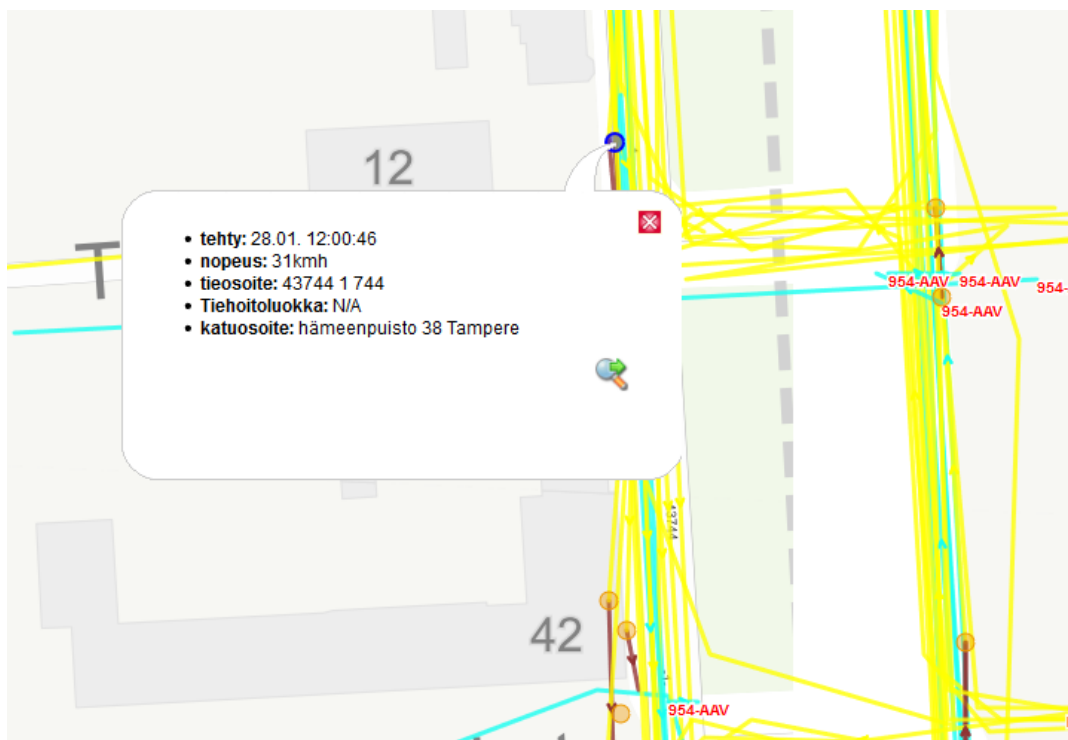 12
T
tehty: 28.01. 12:00:46
nopeus: 31kmh
tieosoite: 43744 1 744
Tiehoitoluokka: N/A
katuosoite: hämeenpuisto 38 Tampere
954-AAV 954-AAV 954-
954-AAV
43744
42
954-AAV